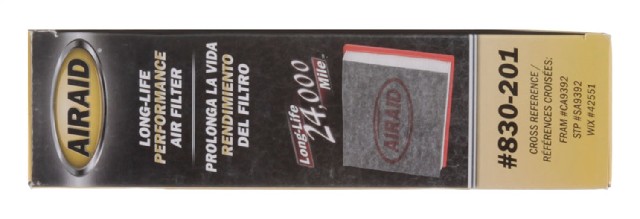 AIRAID
LONG-LIFE
PERFORMANCE
AIR FILTER
PROLONGA LA VIDA
RENDIMIENTO
DEL FILTRO
Long-Life
24,000
Mile
AIRAID
#830-201
CROSS REFERENCE /
RÉFÉRENCES CROISÉES:
FRAM #CA9392
STP #SA9392
WIX #42551